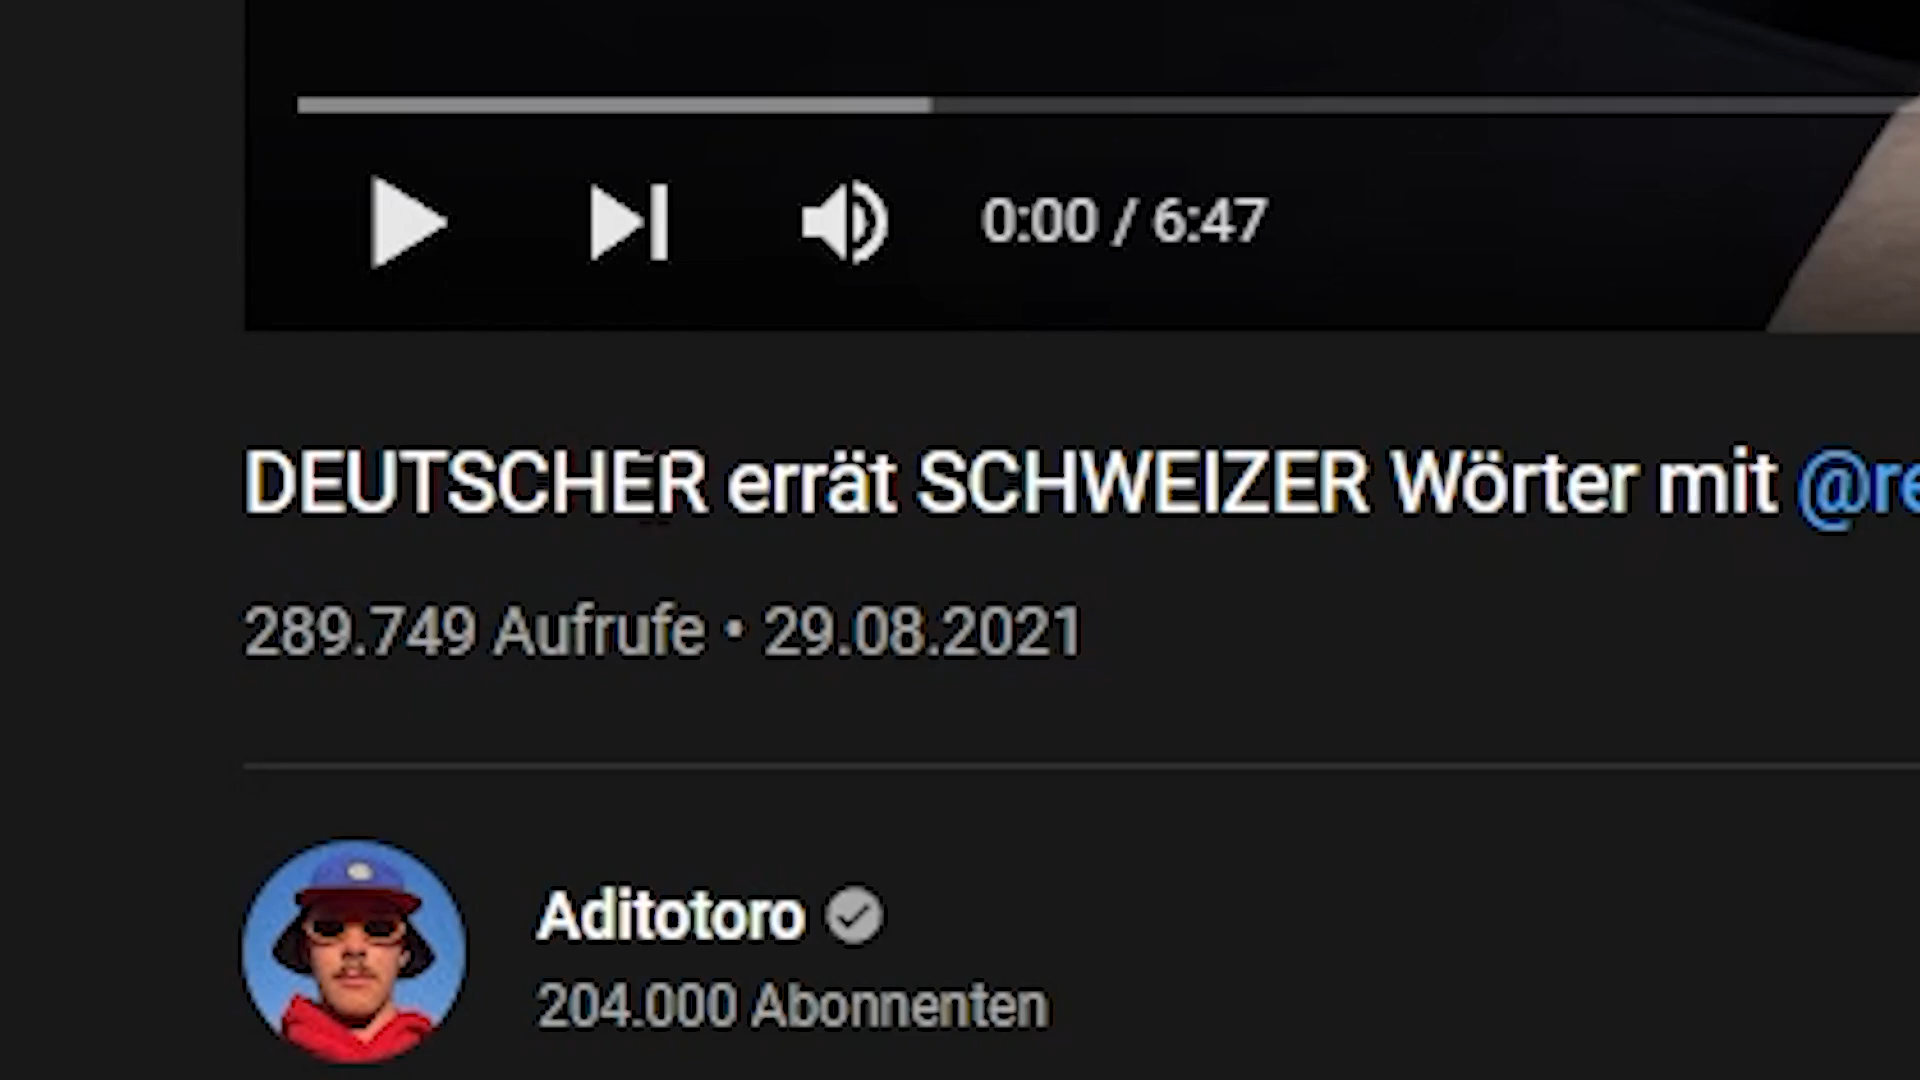 0:00 / 6:47
DEUTSCHER errät SCHWEIZER Wörter mit
289.749 Aufrufe • 29.08.2021
Aditotoro
204.000 Abonnenten